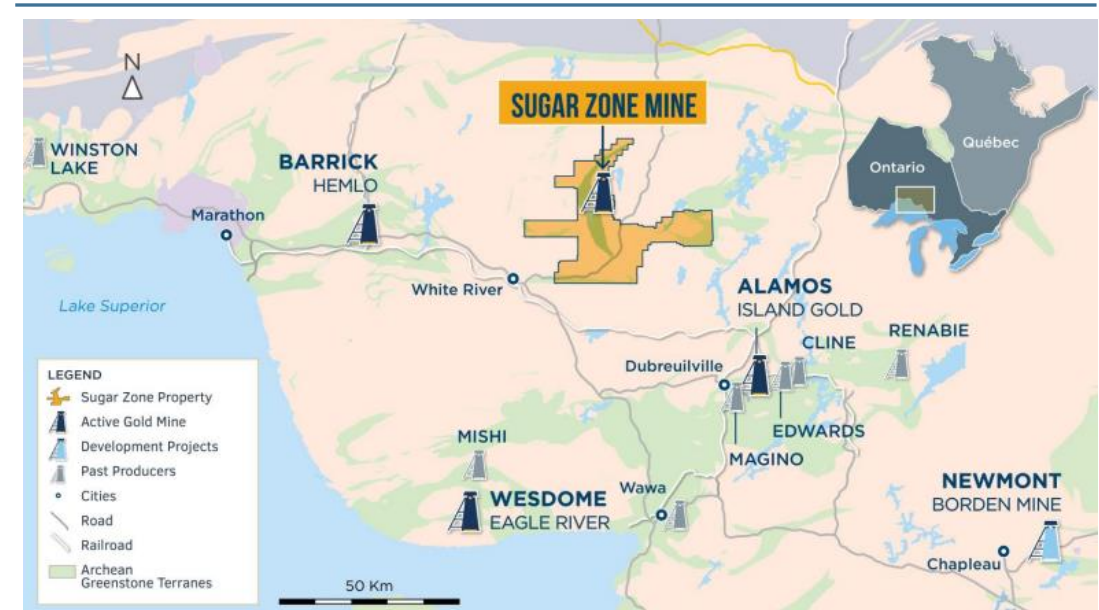 N
SUGAR ZONE MINE
Québec
Ontario
WINSTON
LAKE
BARRICK
HEMLO
Marathon
White River
Lake Superior
ALAMOS
ISLAND GOLD
CLINE
RENABIE
Dubreuilville
EDWARDS
MAGINO
MISHI
WESDOME
EAGLE RIVER
Wawa
NEWMONT
BORDEN MINE
Chapleau
LEGEND
Sugar Zone Property
Active Gold Mine
Development Projects
Past Producers
Cities
Road
Railroad
Archean
Greenstone Terranes
50 Km